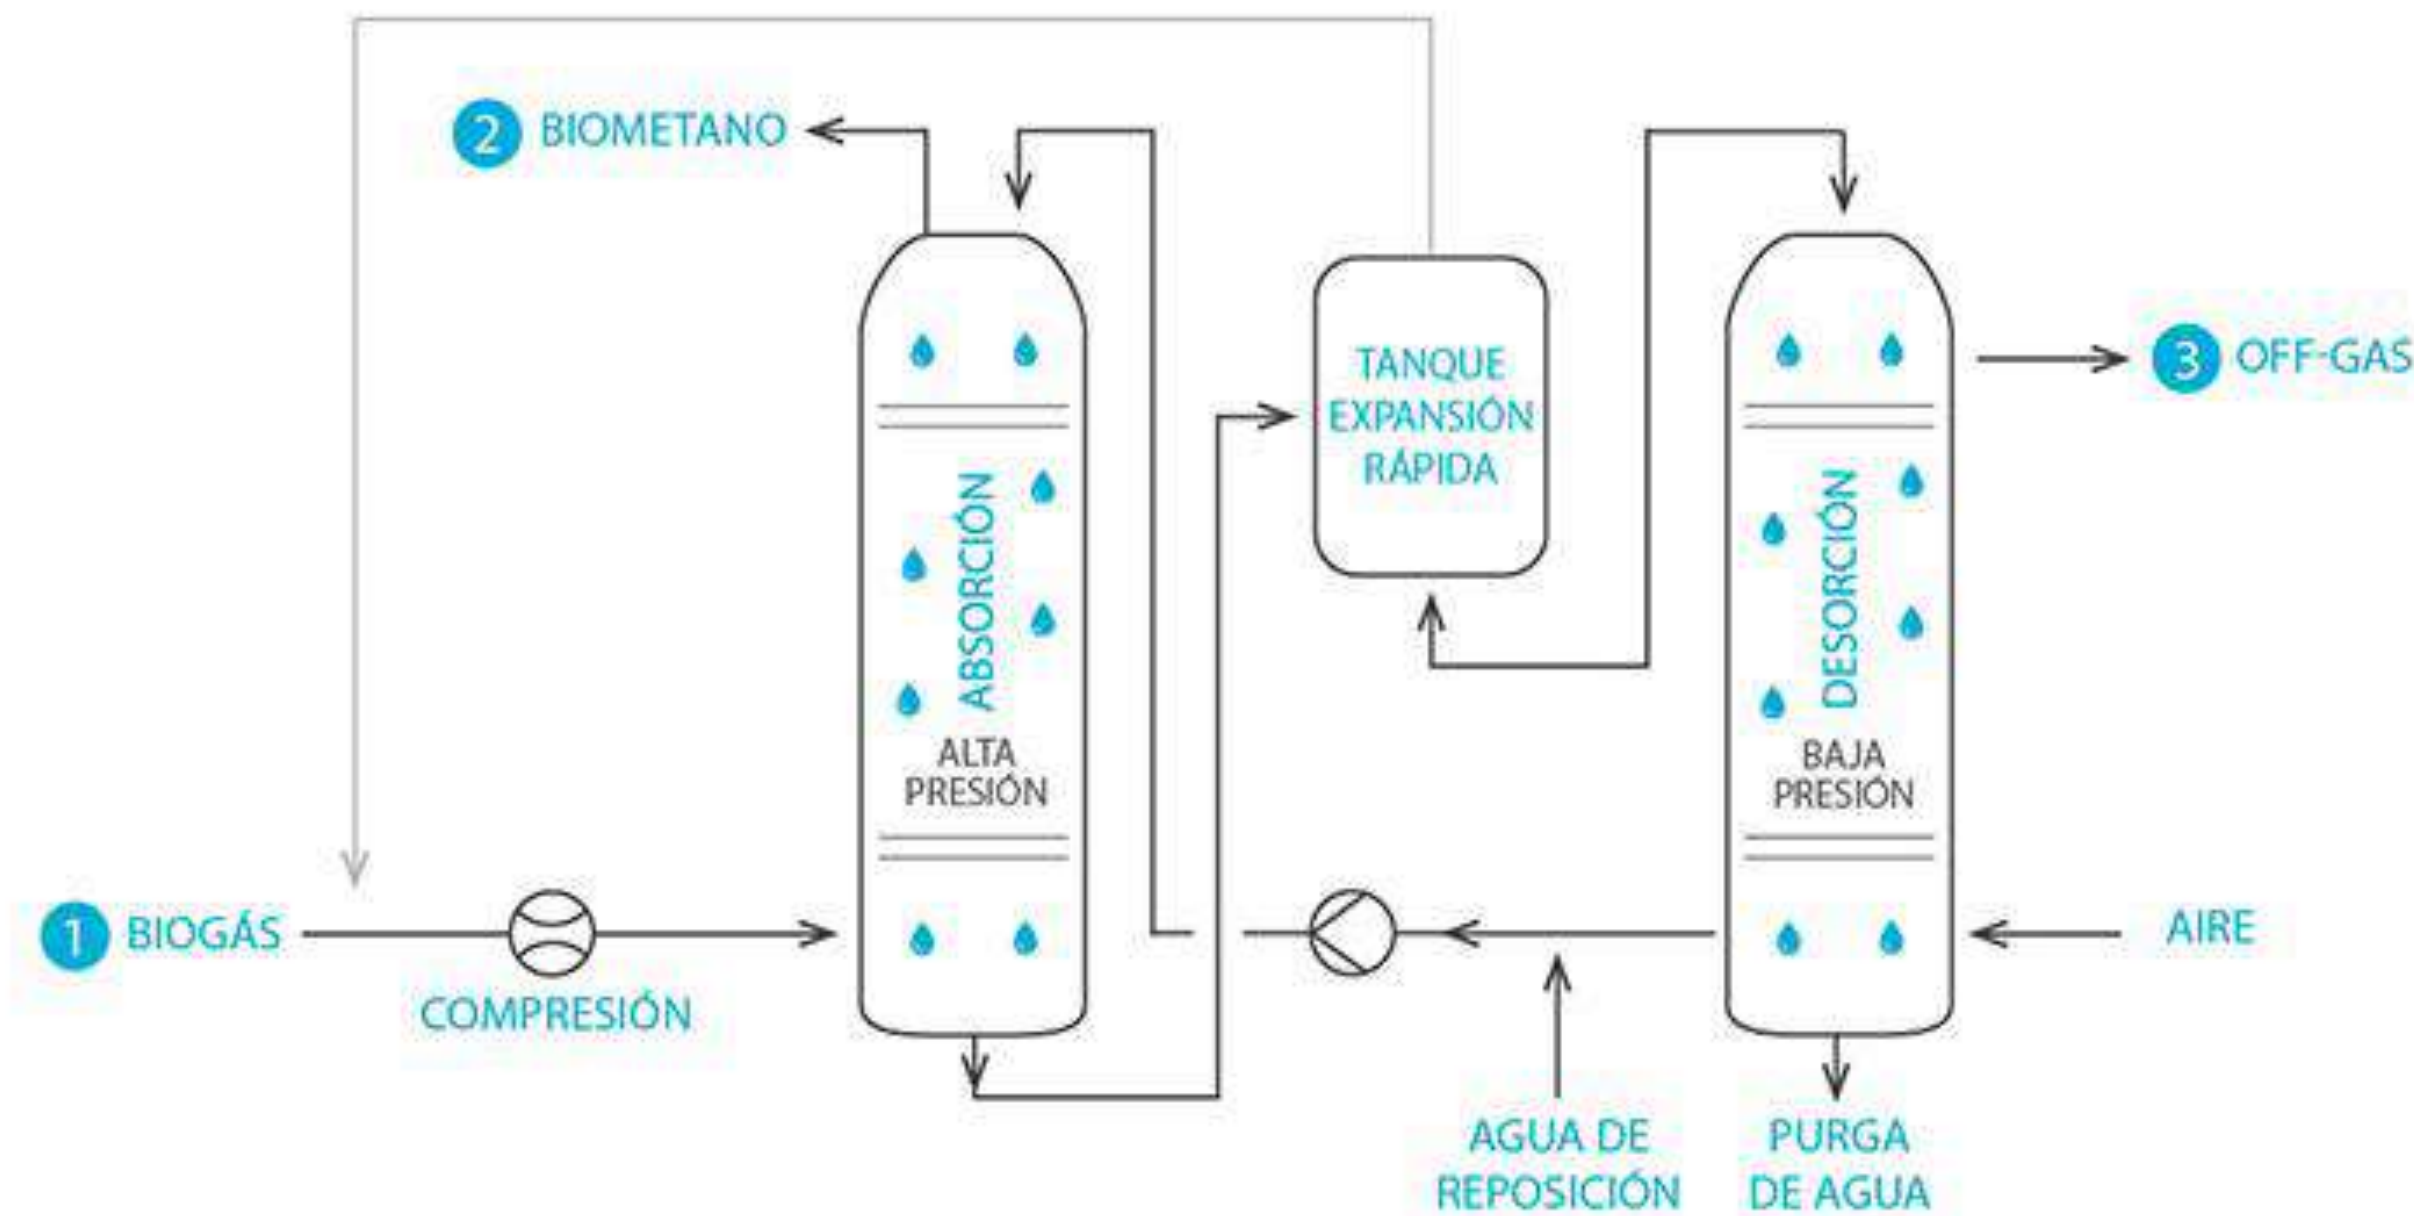 2 BIOMETANO
TANQUE
EXPANSIÓN
RÁPIDA
3 OFF-GAS
ABSORCIÓN
ALTA
PRESIÓN
DESORCIÓN
BAJA
PRESIÓN
1 BIOGÁS
COMPRESIÓN
AIRE
AGUA DE
REPOSICIÓN
PURGA
DE AGUA